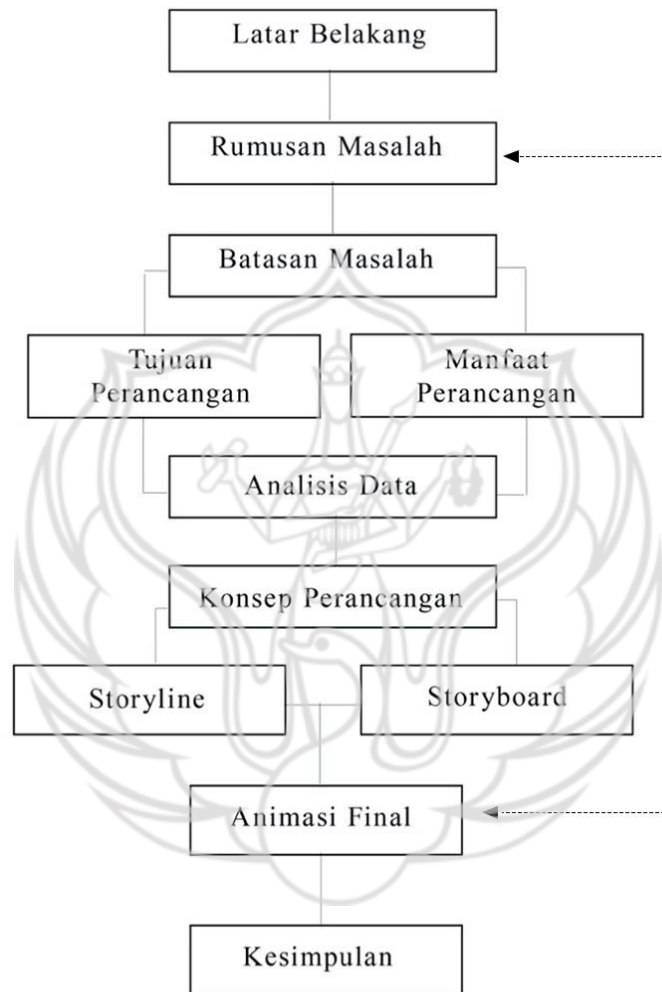 Latar Belakang
Rumusan Masalah
Batasan Masalah
Tujuan
Perancangan
Manfaat
Perancangan
Analisis Data
Konsep Perancangan
Storyline
Storyboard
Animasi Final
Kesimpulan